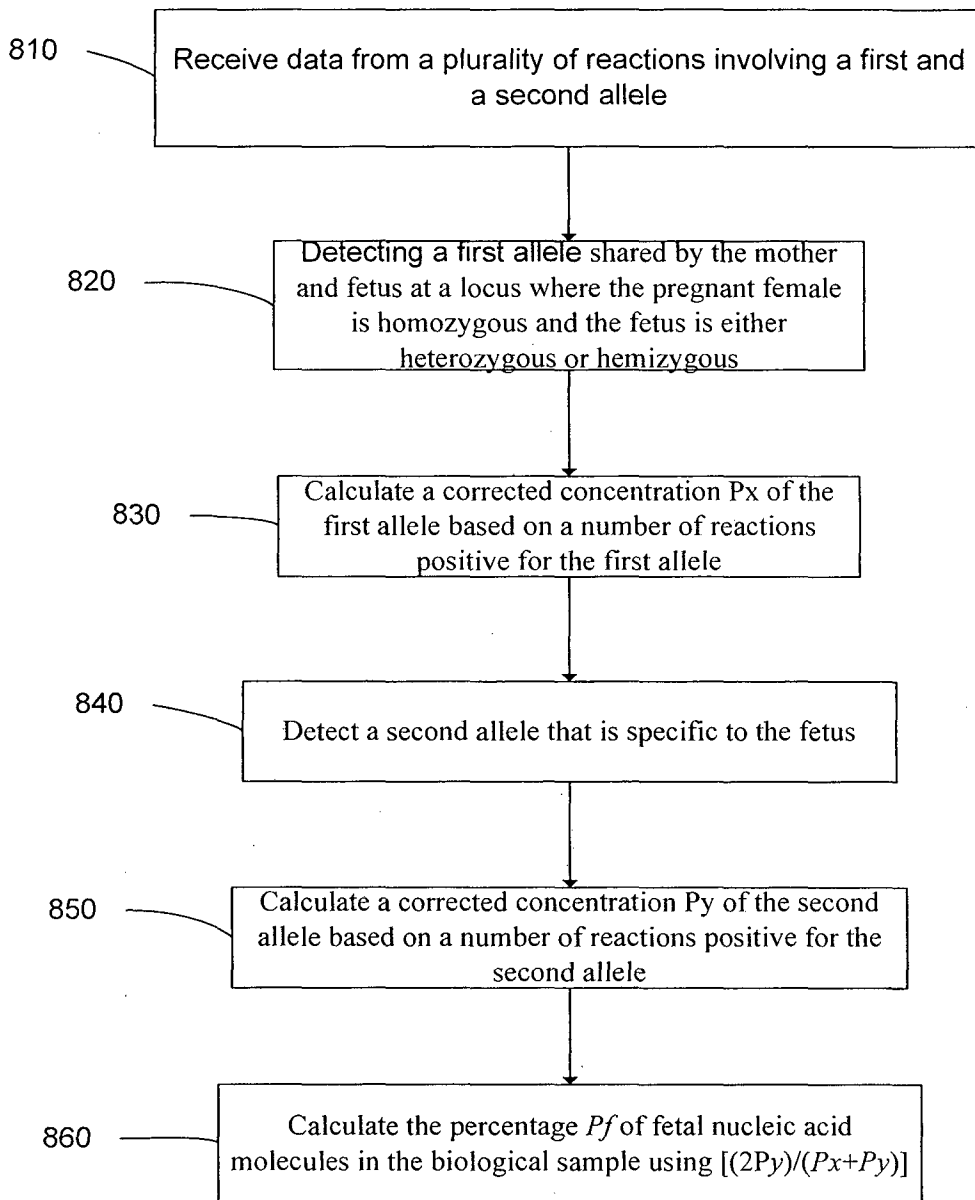 810
Receive data from a plurality of reactions involving a first and
a second allele
820
Detecting a first allele shared by the mother
and fetus at a locus where the pregnant female
is homozygous and the fetus is either
heterozygous or hemizygous
830
Calculate a corrected concentration Px of the
first allele based on a number of reactions
positive for the first allele
840
Detect a second allele that is specific to the fetus
850
Calculate a corrected concentration Py of the second
allele based on a number of reactions positive for the
second allele
860
Calculate the percentage Pf of fetal nucleic acid
molecules in the biological sample using [(2Py)/(Px+Py)]